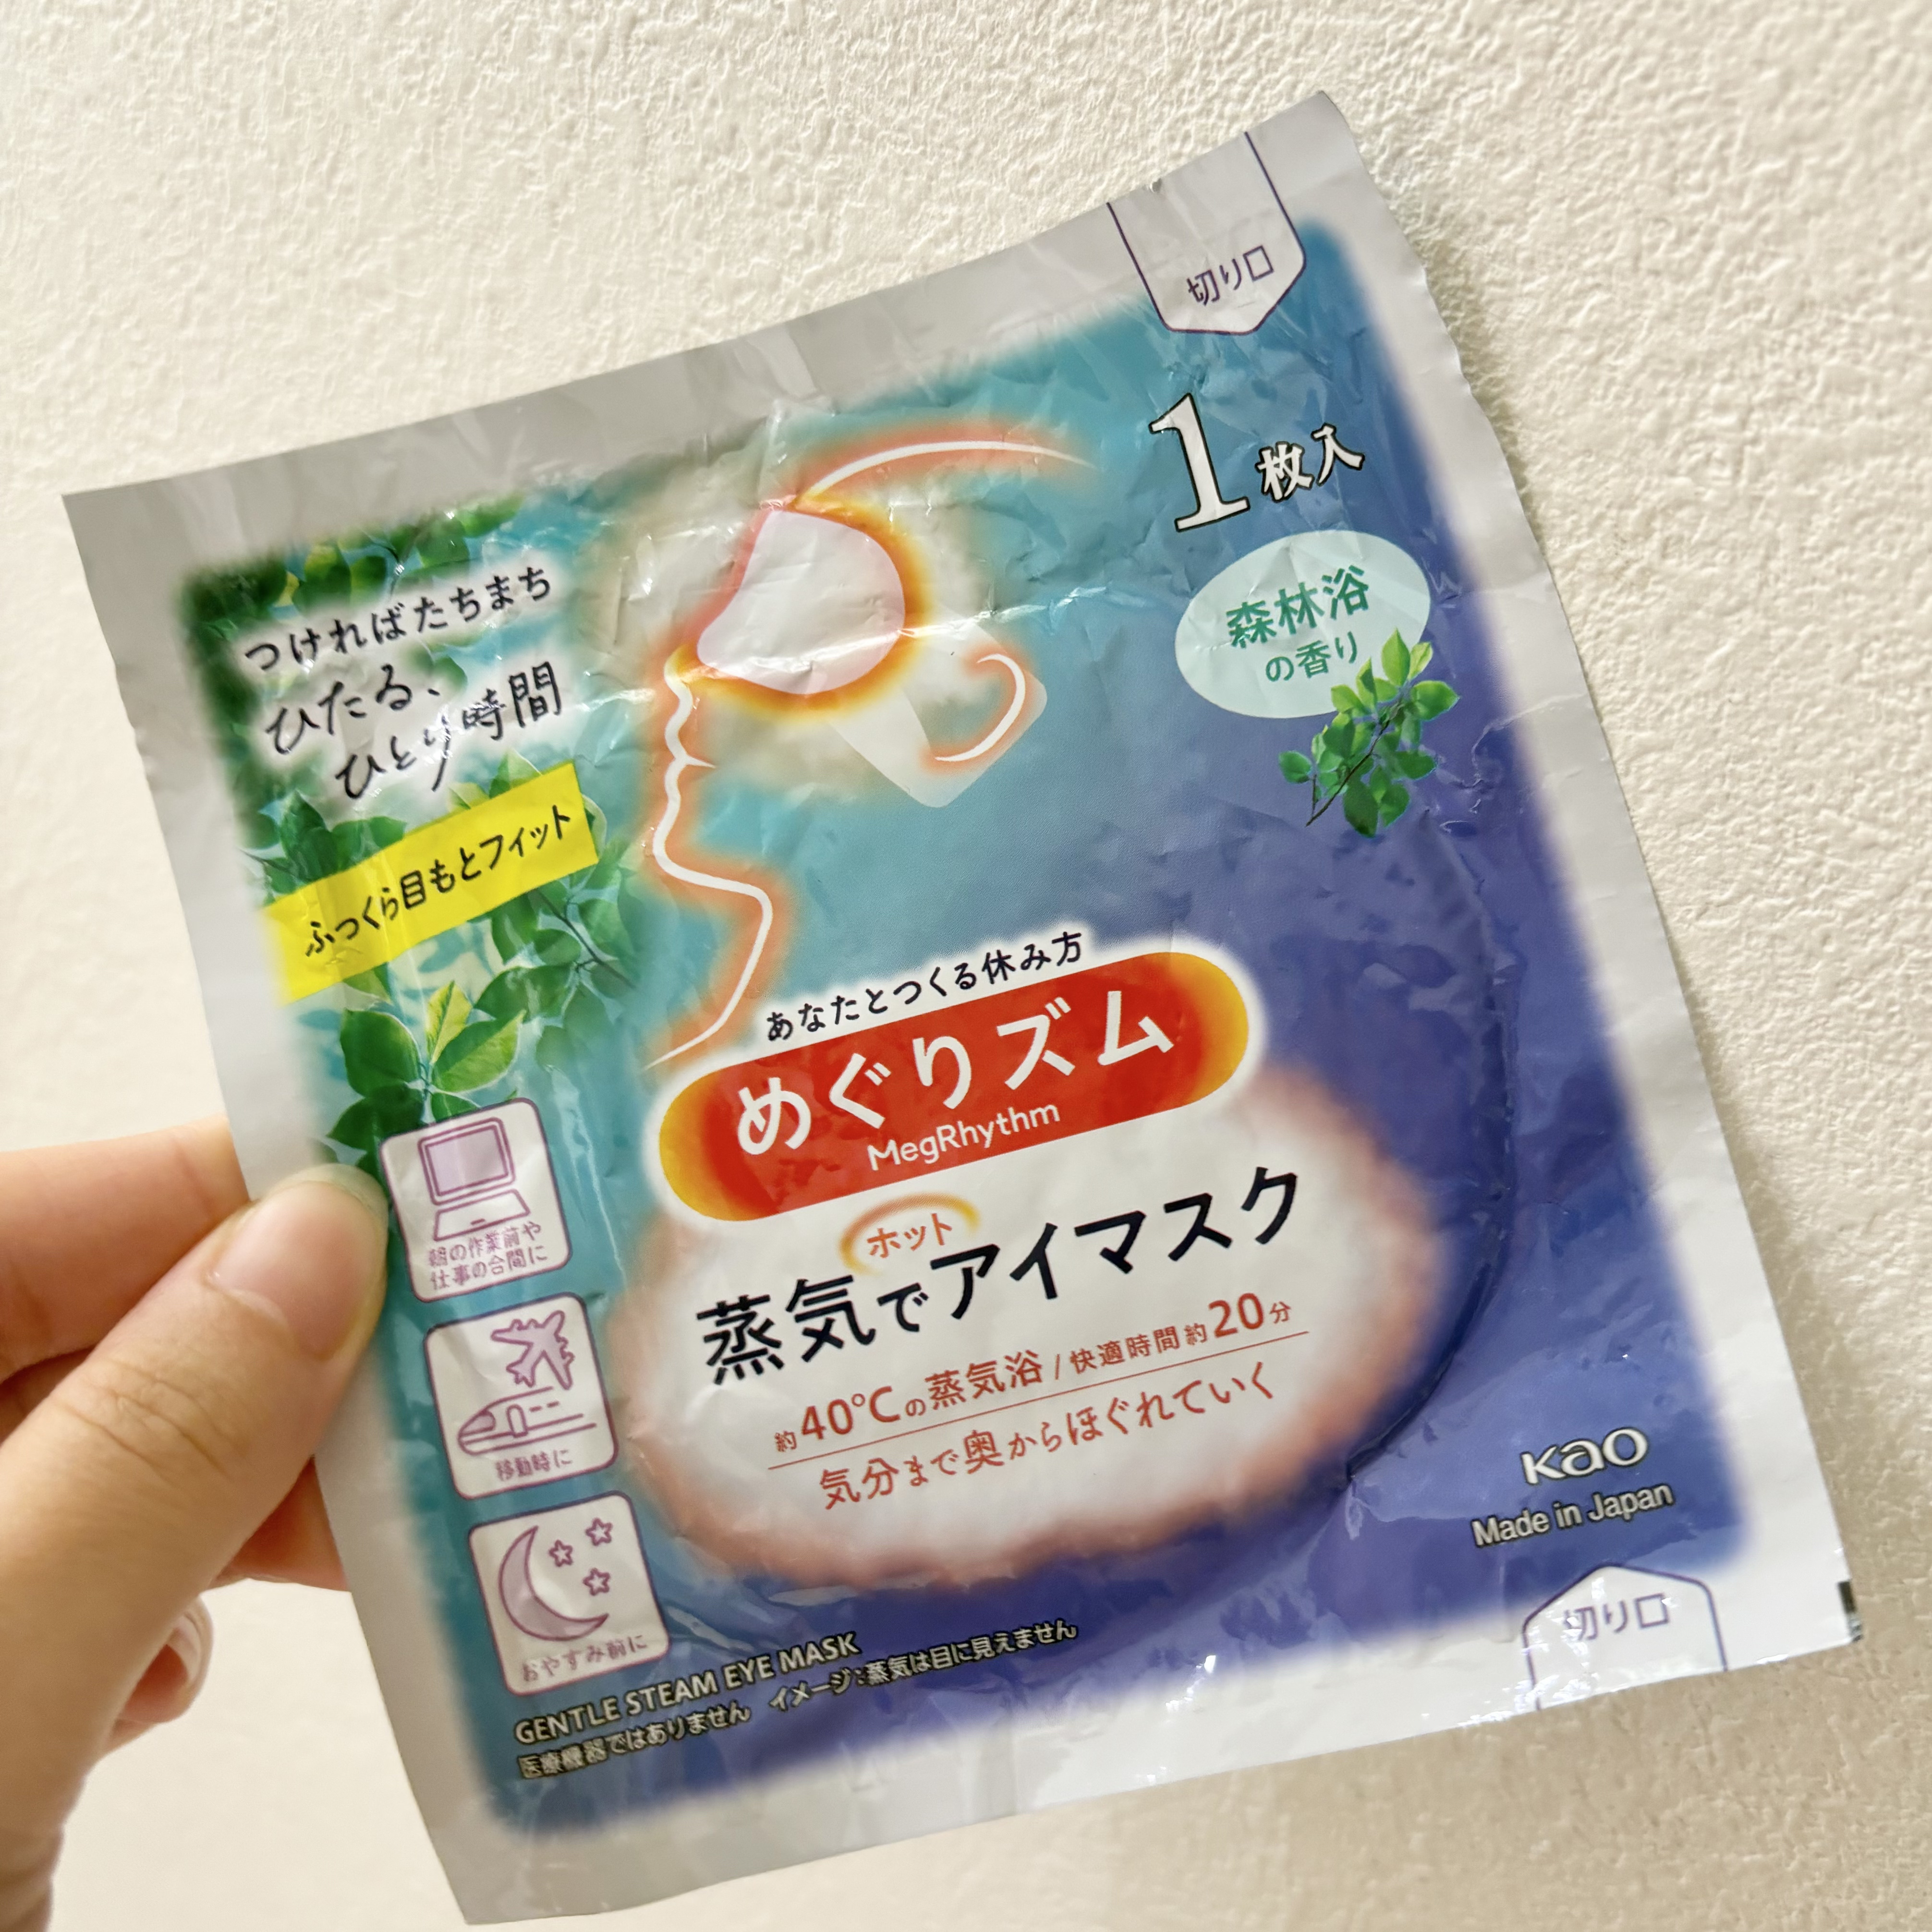 切り口
1枚入
森林浴
の香り
つければたちまち
ひたる、
ひとり時間
ふっくら目もとフィット
あなたとつくる休み方
めぐりズム
MegRhythm
ホット
蒸気でアイマスク
約40℃の蒸気浴/快適時間約20分
気分まで奥からほぐれていく
朝の作業前や
仕事の合間に
移動時に
おやすみ前に
Kao
Made in Japan
切り口
GENTLE STEAM EYE MASK
医療機器ではありません イメージ:蒸気は目に見えません